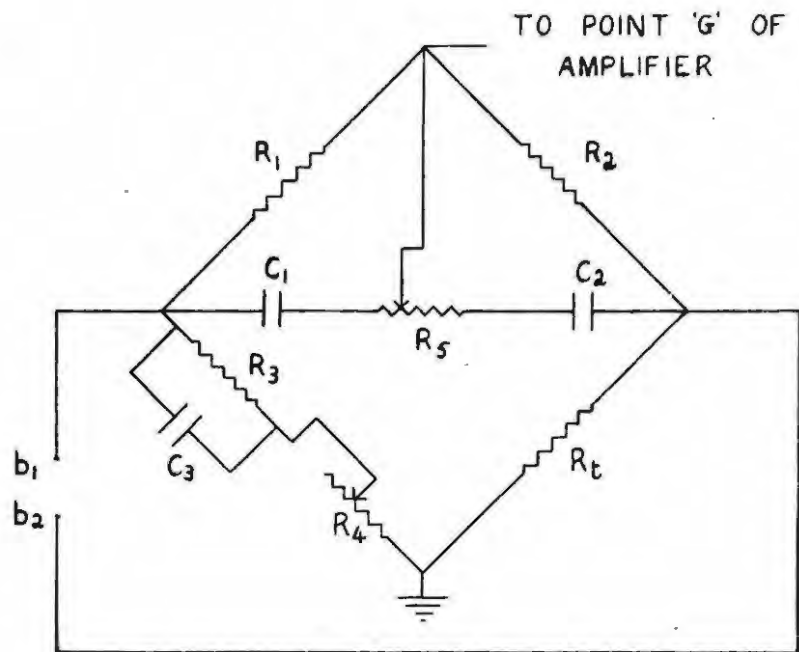 TO POINT 'G' OF
AMPLIFIER
R₁
R₂
C₁
C₂
R₅
R₃
C₃
R₄
Rt
b₁
b₂